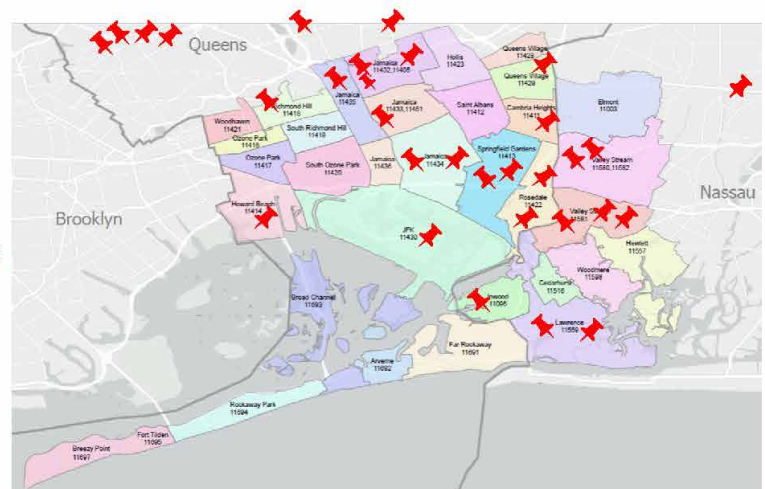 Queens
Queens Village
11429
Hollis
11423
Jamaica
11432,11405
Queens Village
11429
Jamaica
11435
Elmont
11003
Richmond Hill
11418
Jamaica
11433,11451
Saint Albans
11412
Cambria Heights
11411
Woodhaven
11421
South Richmond Hill
11419
Ozone Park
11416
Springfield Gardens
11413
Ozone Park
11417
South Ozone Park
11420
Jamaica
11436
Jamaica
11434
Valley Stream
11580,11582
Nassau
Howard Beach
11414
Rosedale
11422
Valley
11581
Brooklyn
JFK
11430
Hewlett
11557
Woodmere
11598
Cedarhurst
11516
Broad Channel
11693
Inwood
11096
Lawrence
11559
Far Rockaway
11691
Arverne
11692
Rockaway Park
11694
Fort Tilden
11695
Breezy Point
11697